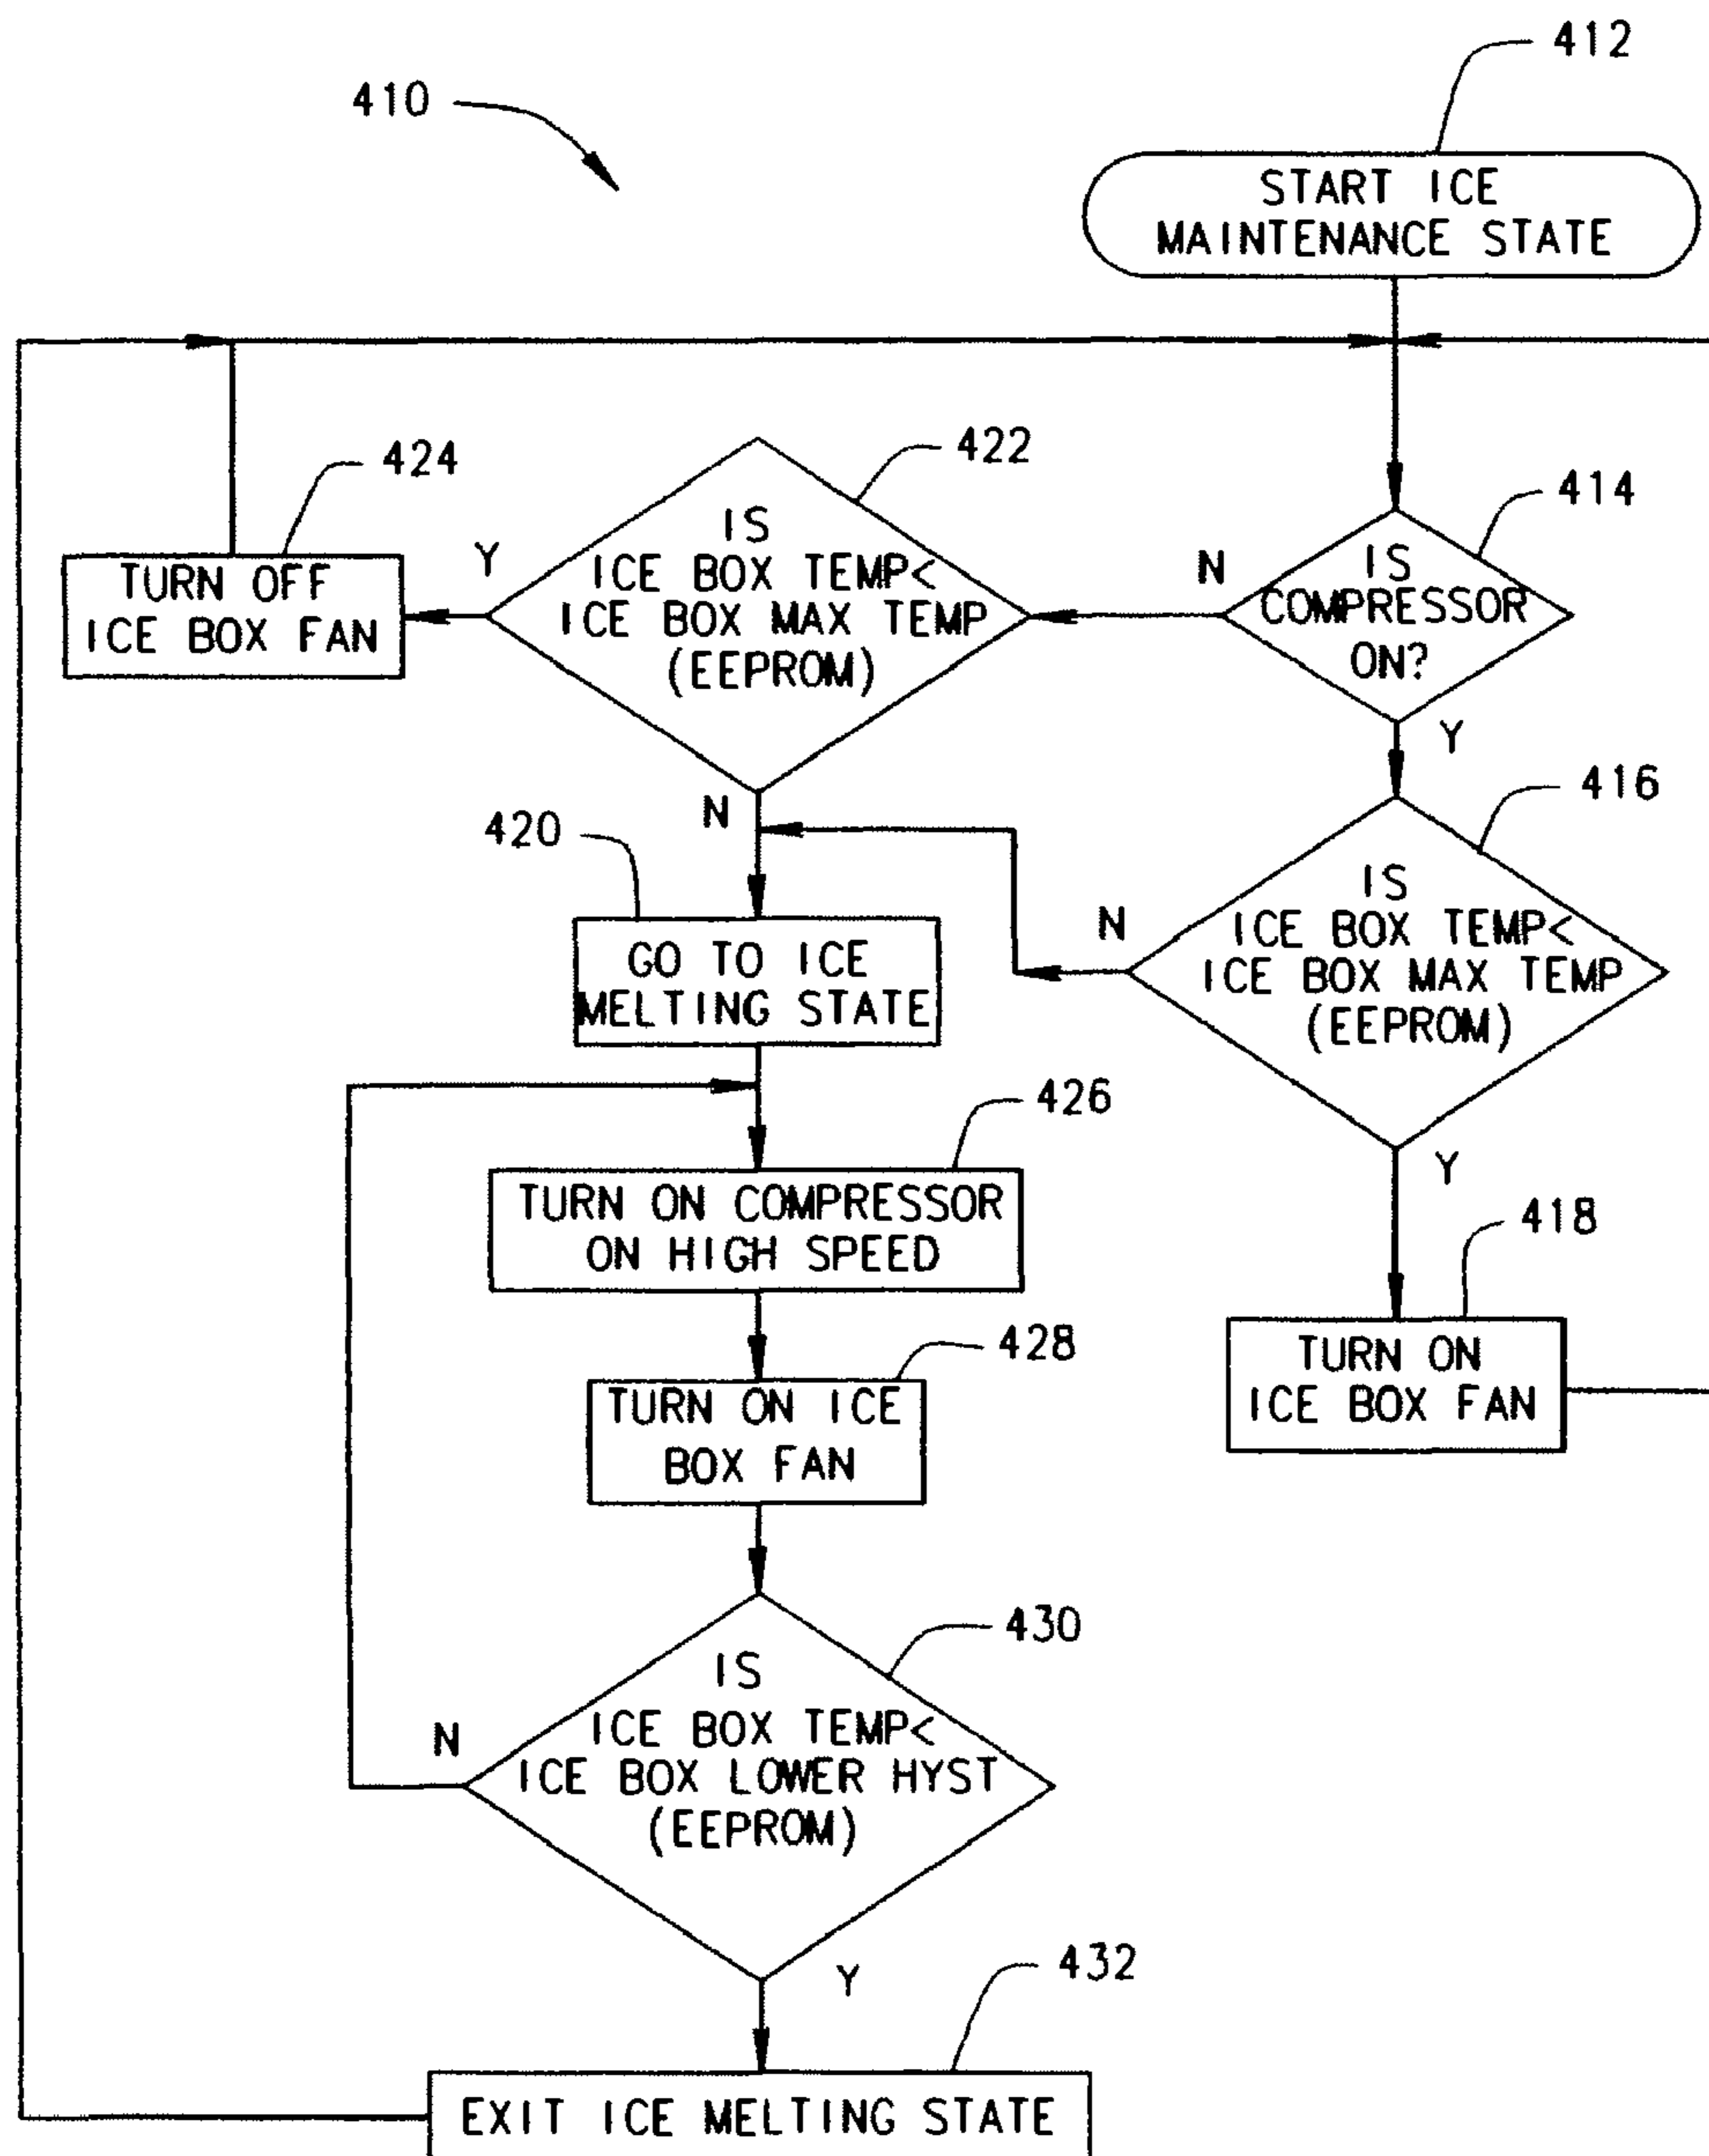 412
410
START ICE
MAINTENANCE STATE
422
424
414
IS
ICE BOX TEMP<
ICE BOX MAX TEMP
(EEPROM)
Y
N
TURN OFF
ICE BOX FAN
N
IS
COMPRESSOR
ON?
Y
416
420
N
IS
ICE BOX TEMP<
ICE BOX MAX TEMP
(EEPROM)
GO TO ICE
MELTING STATE
426
Y
TURN ON COMPRESSOR
ON HIGH SPEED
418
428
TURN ON
ICE BOX FAN
TURN ON ICE
BOX FAN
430
IS
ICE BOX TEMP<
ICE BOX LOWER HYST
(EEPROM)
N
Y
432
EXIT ICE MELTING STATE